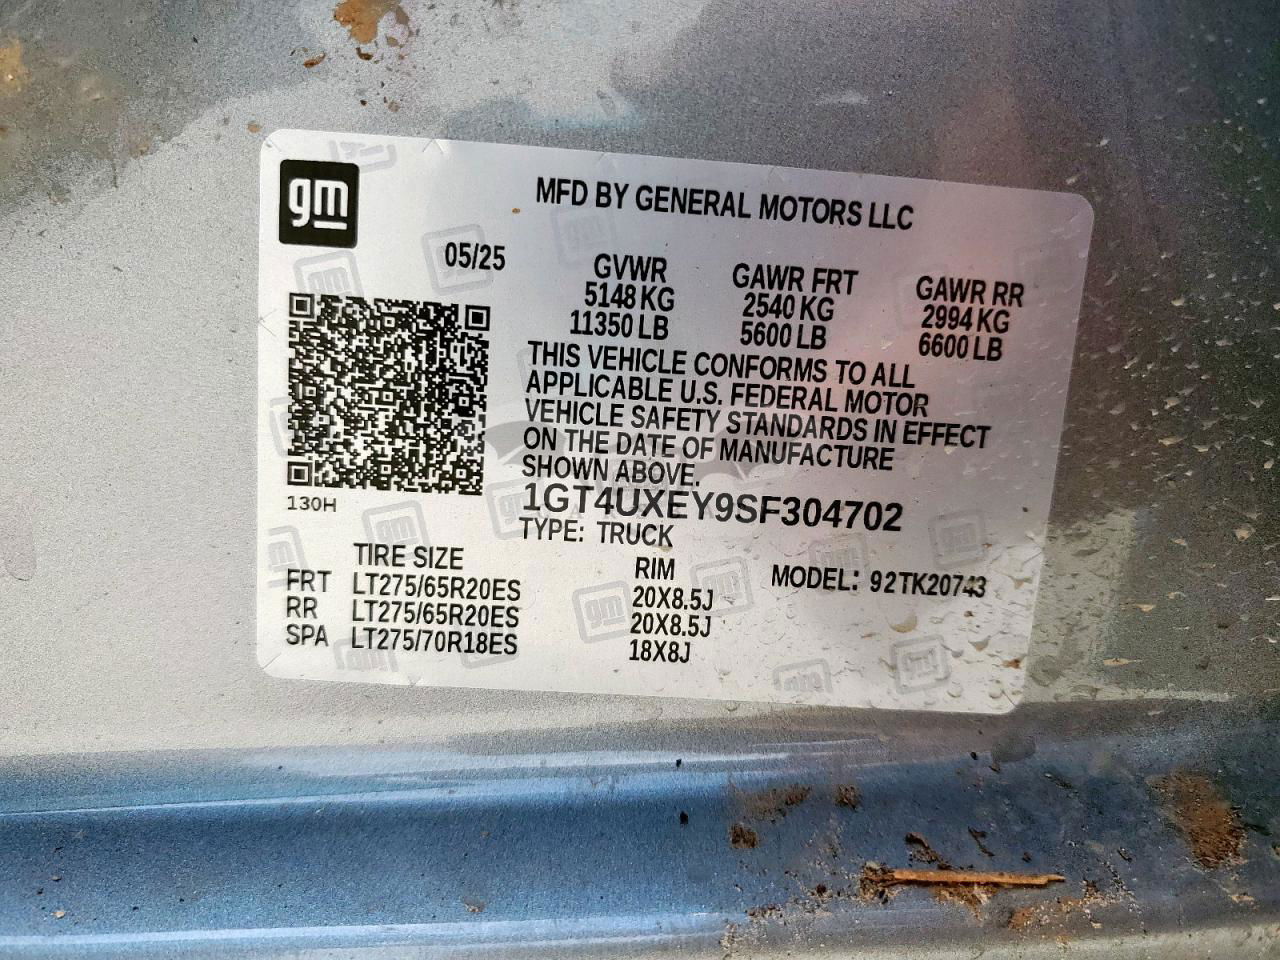 gm
MFD BY GENERAL MOTORS LLC
05/25
GVWR GAWR FRT GAWR RR
5148 KG 2540 KG 2994 KG
11350 LB 5600 LB 6600 LB
THIS VEHICLE CONFORMS TO ALL
APPLICABLE U.S. FEDERAL MOTOR
VEHICLE SAFETY STANDARDS IN EFFECT
ON THE DATE OF MANUFACTURE
SHOWN ABOVE.
130H
1GT4UXEY9SF304702
TYPE: TRUCK
TIRE SIZE RIM MODEL: 92TK20743
FRT LT275/65R20ES 20X8.5J
RR LT275/65R20ES 20X8.5J
SPA LT275/70R18ES 18X8J